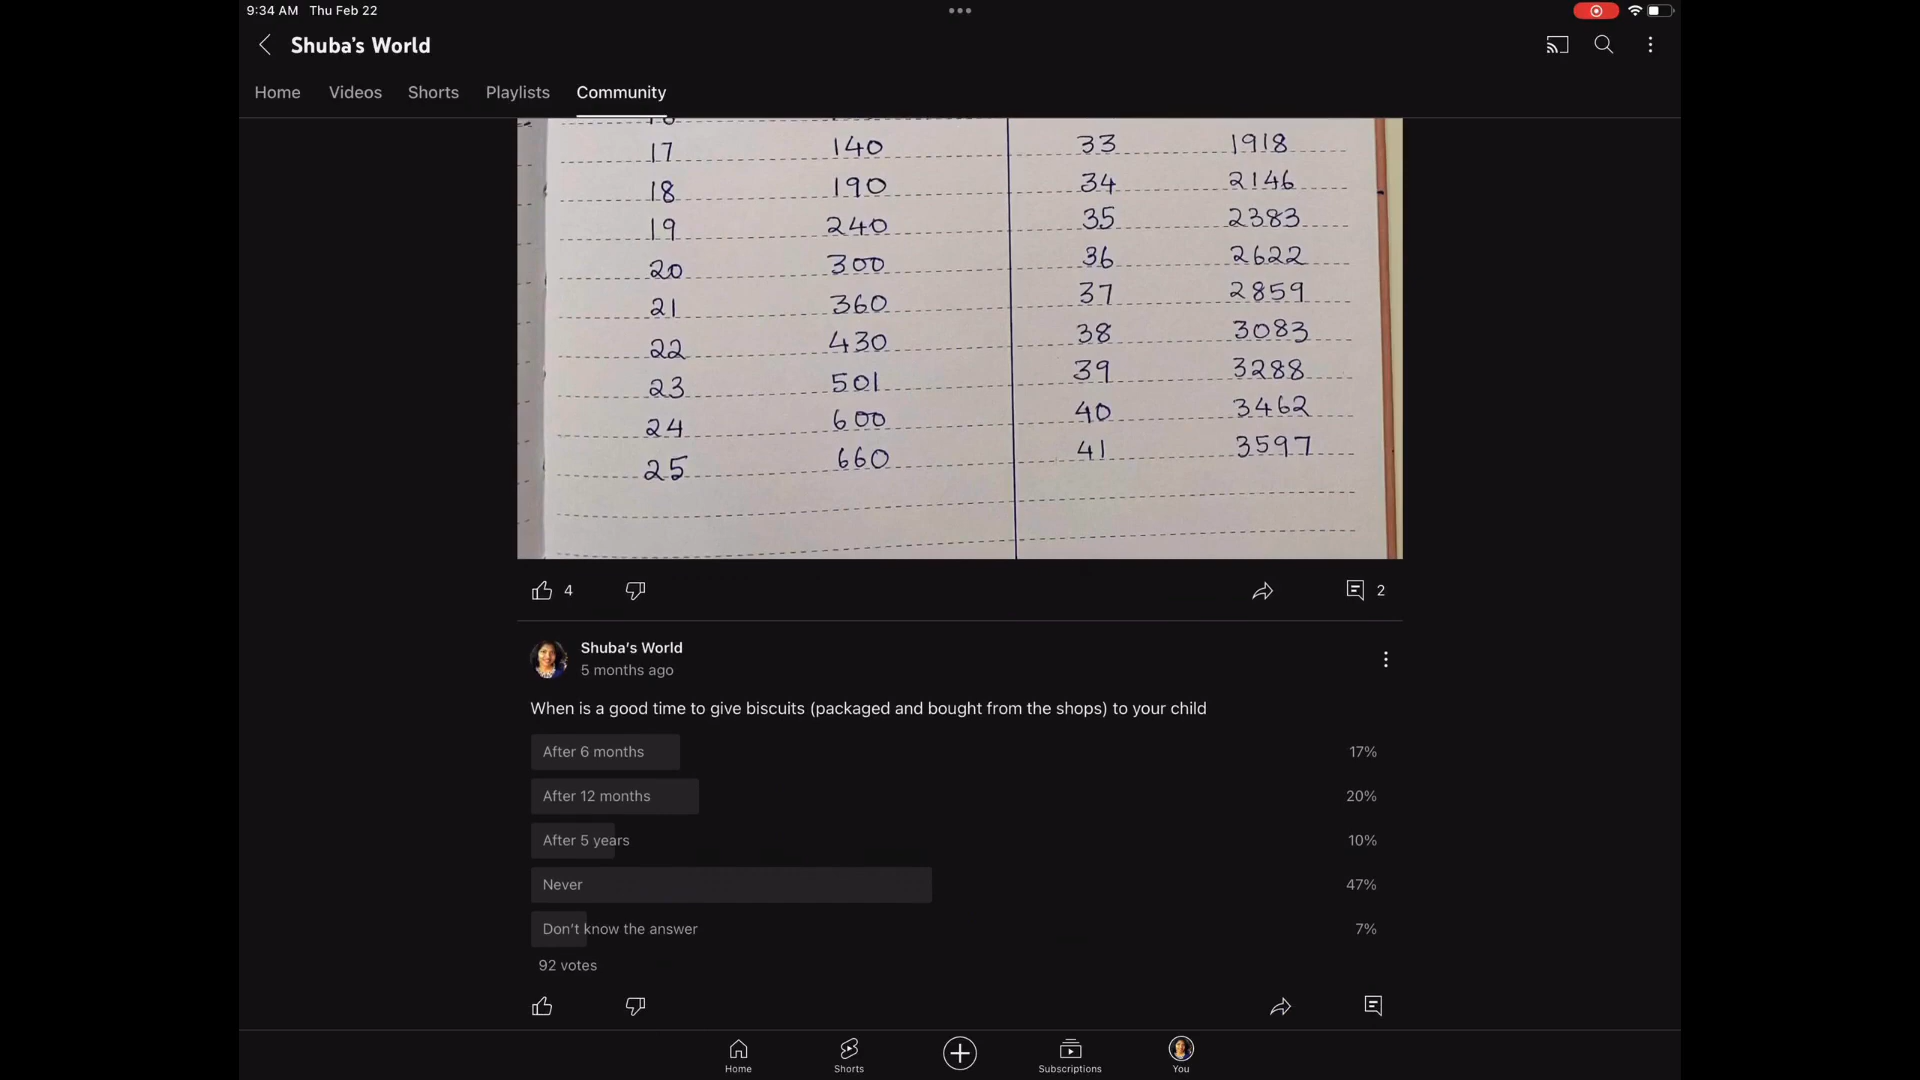 9:34 AM Thu Feb 22
Shuba's World
Home Videos Shorts Playlists Community
17 140 33 1918
18 190 34 2146
19 240 35 2383
20 300 36 2622
21 360 37 2859
22 430 38 3083
23 501 39 3288
24 600 40 3462
25 660 41 3597
4 2
Shuba's World
5 months ago
When is a good time to give biscuits (packaged and bought from the shops) to your child
After 6 months 17%
After 12 months 20%
After 5 years 10%
Never 47%
Don't know the answer 7%
92 votes
Home Shorts Subscriptions You